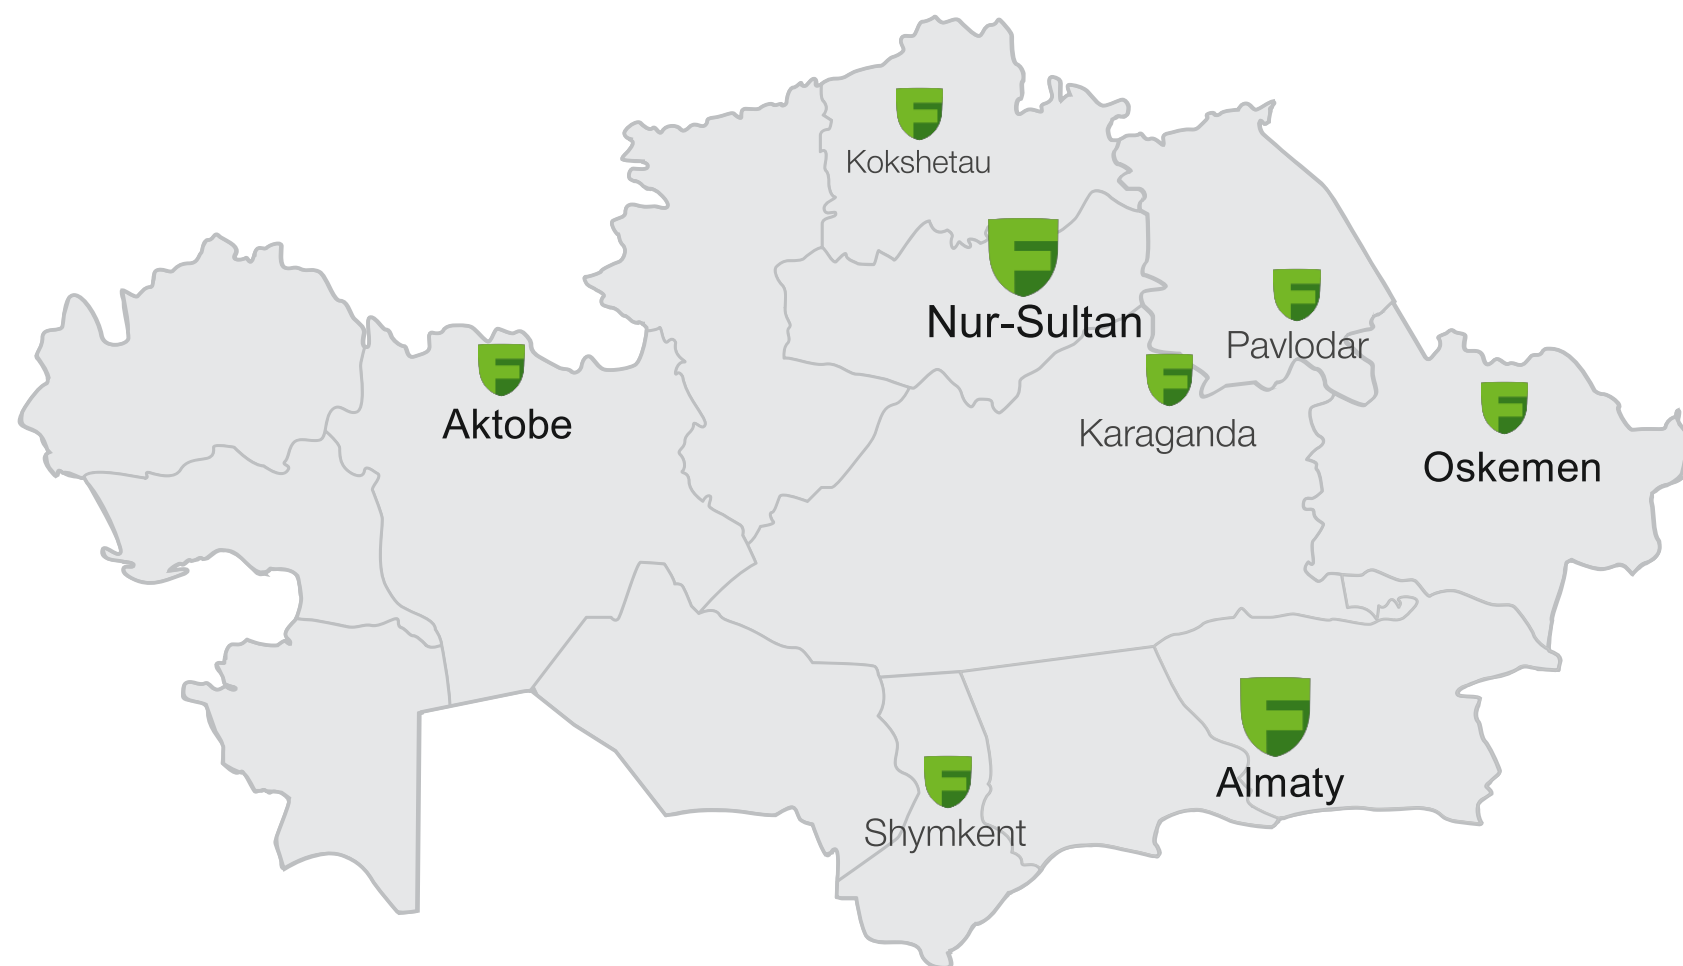 Kokshetau
Nur-Sultan
Pavlodar
Aktobe
Karaganda
Oskemen
Almaty
Shymkent